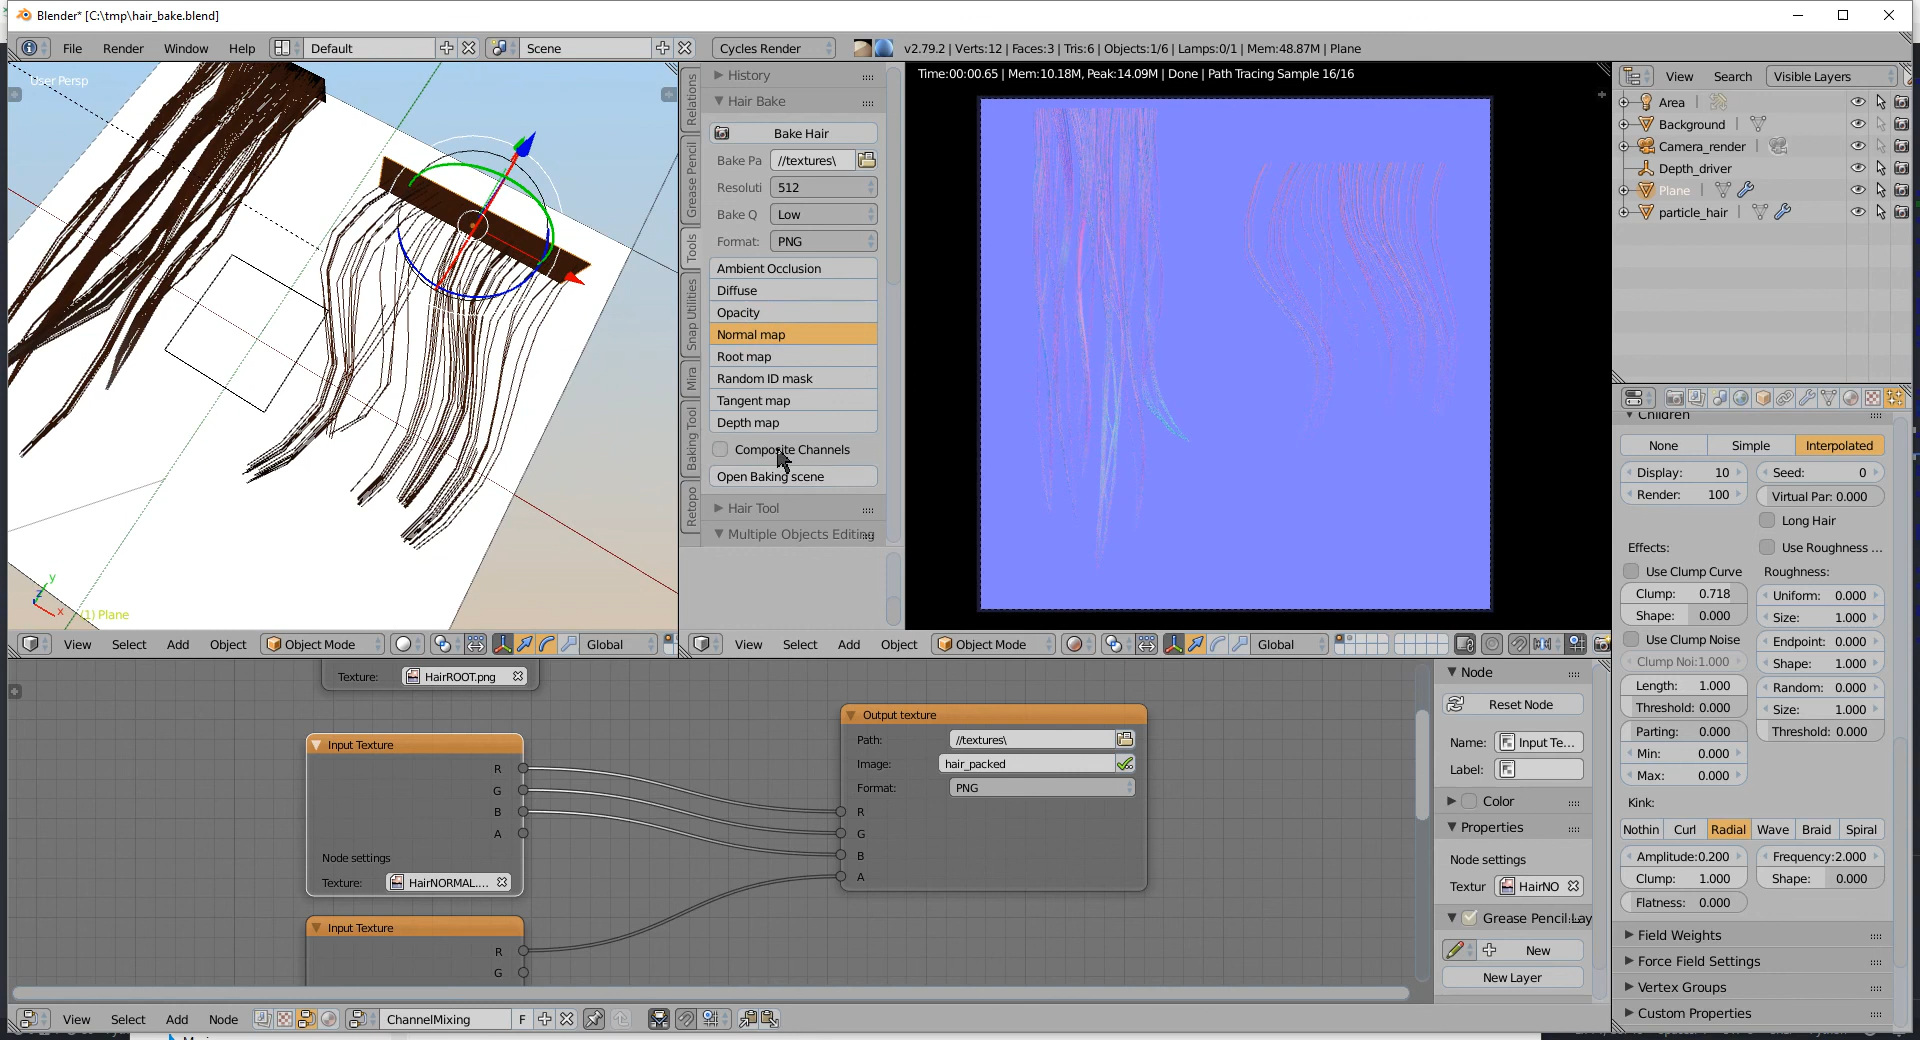 Blender* [C:\tmp\hair_bake.blend]
File Render Window Help Default Scene Cycles Render v2.79.2 | Verts:12 | Faces:3 | Tris:6 | Objects:1/6 | Lamps:0/1 | Mem:48.87M | Plane
User Persp
(1) Plane
x
y
z
View Select Add Object Object Mode Global
Relations
Grease Pencil
Tools
Snap Utilities
Mira
Baking Tool
Retopo
History
Hair Bake
Bake Hair
Bake Pa //textures\
Resoluti 512
Bake Q Low
Format: PNG
Ambient Occlusion
Diffuse
Opacity
Normal map
Root map
Random ID mask
Tangent map
Depth map
Composite Channels
Open Baking scene
Hair Tool
Multiple Objects Editing
Time:00:00.65 | Mem:10.18M, Peak:14.09M | Done | Path Tracing Sample 16/16
View Select Add Object Object Mode Global
View Search Visible Layers
Area
Background
Camera_render
Depth_driver
Plane
particle_hair
Children
None Simple Interpolated
Display: 10 Seed: 0
Render: 100 Virtual Par: 0.000
Long Hair
Effects: Use Roughness ...
Use Clump Curve Roughness:
Clump: 0.718 Uniform: 0.000
Shape: 0.000 Size: 1.000
Use Clump Noise Endpoint: 0.000
Clump Noi:1.000 Shape: 1.000
Length: 1.000 Random: 0.000
Threshold: 0.000 Size: 1.000
Parting: 0.000 Threshold: 0.000
Min: 0.000
Max: 0.000
Kink:
Nothin Curl Radial Wave Braid Spiral
Amplitude:0.200 Frequency:2.000
Clump: 1.000 Shape: 0.000
Flatness: 0.000
Field Weights
Force Field Settings
Vertex Groups
Custom Properties
Texture: HairROOT.png
Input Texture
R
G
B
A
Node settings
Texture: HairNORMAL....
Input Texture
R
G
Output texture
Path: //textures\
Image: hair_packed
Format: PNG
R
G
B
A
Node
Reset Node
Name: Input Te...
Label:
Color
Properties
Node settings
Textur HairNO
Grease Pencil Lay
New
New Layer
View Select Add Node ChannelMixing F